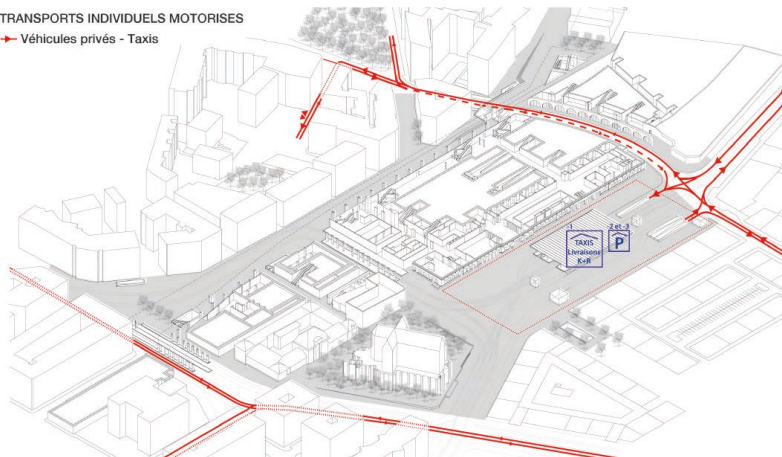 TRANSPORTS INDIVIDUELS MOTORISES
Véhicules privés - Taxis
-1
-2 et -3
TAXIS
Livraisons
K+R
P